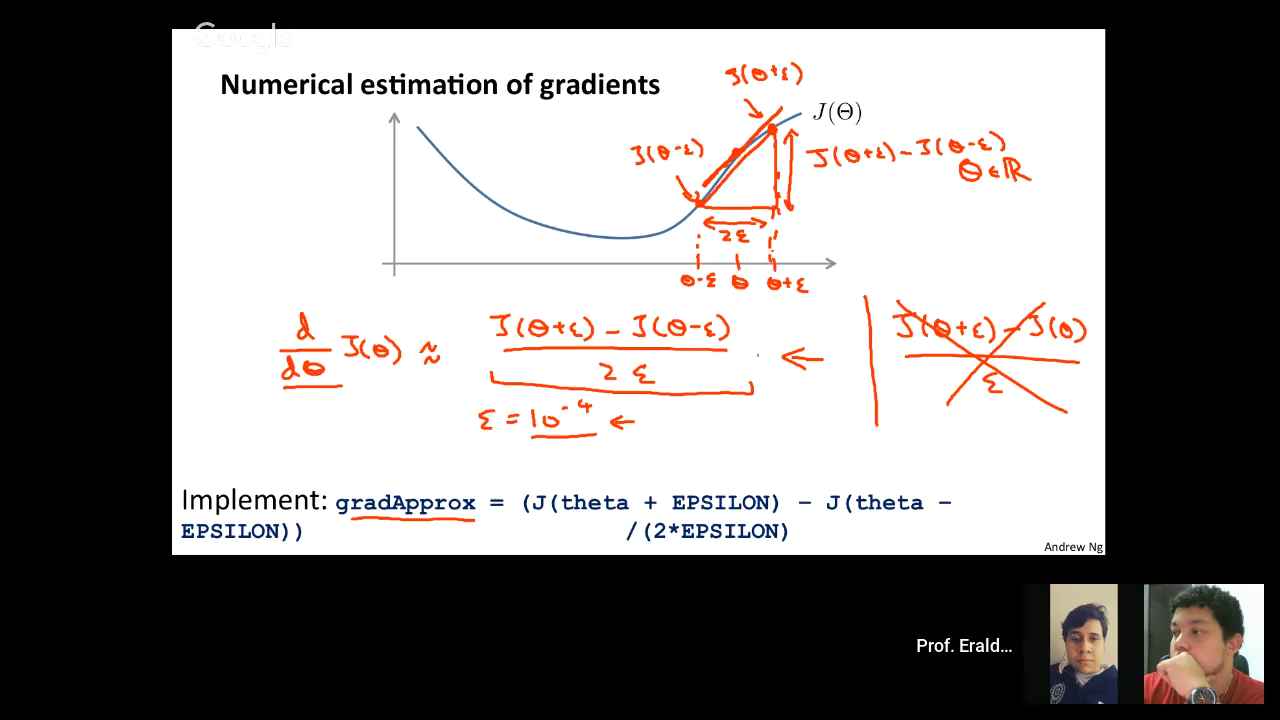 Google
Numerical estimation of gradients
J(Θ+ε)
J(Θ)
J(Θ-ε)
J(Θ+ε) - J(Θ-ε)
Θ ∈ ℝ
2ε
Θ-ε Θ Θ+ε
d/dΘ J(Θ) ≈ J(Θ+ε) - J(Θ-ε) / 2ε ←
J(Θ+ε) - J(Θ) / ε
ε = 10^-4 ←
Implement: gradApprox = (J(theta + EPSILON) – J(theta –
EPSILON)) /(2*EPSILON)
Andrew Ng
Prof. Erald...